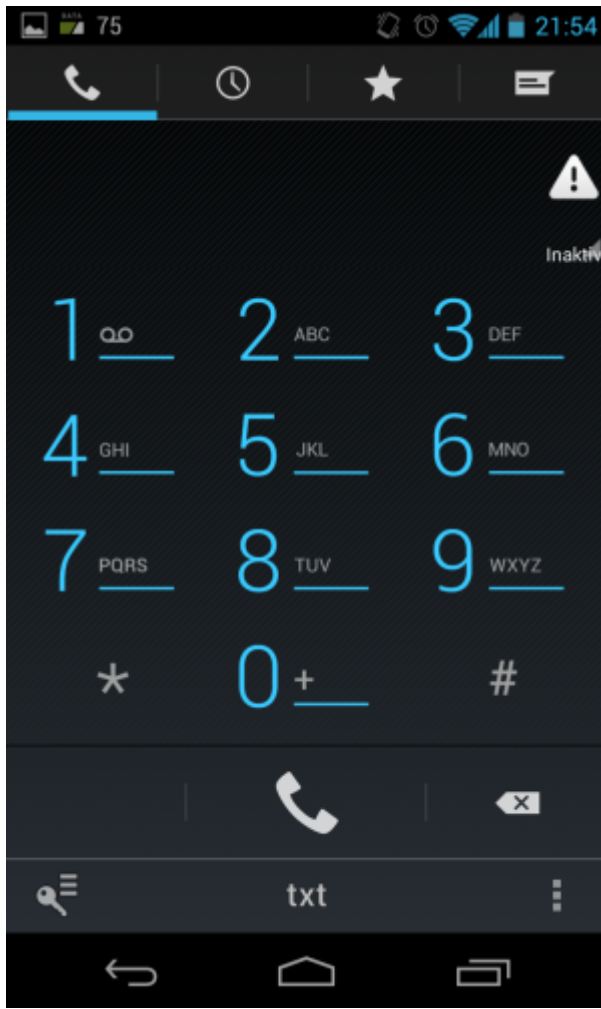 DATA 75 21:54
Inaktiv
1 2 ABC 3 DEF
4 GHI 5 JKL 6 MNO
7 PQRS 8 TUV 9 WXYZ
* 0 + #
txt